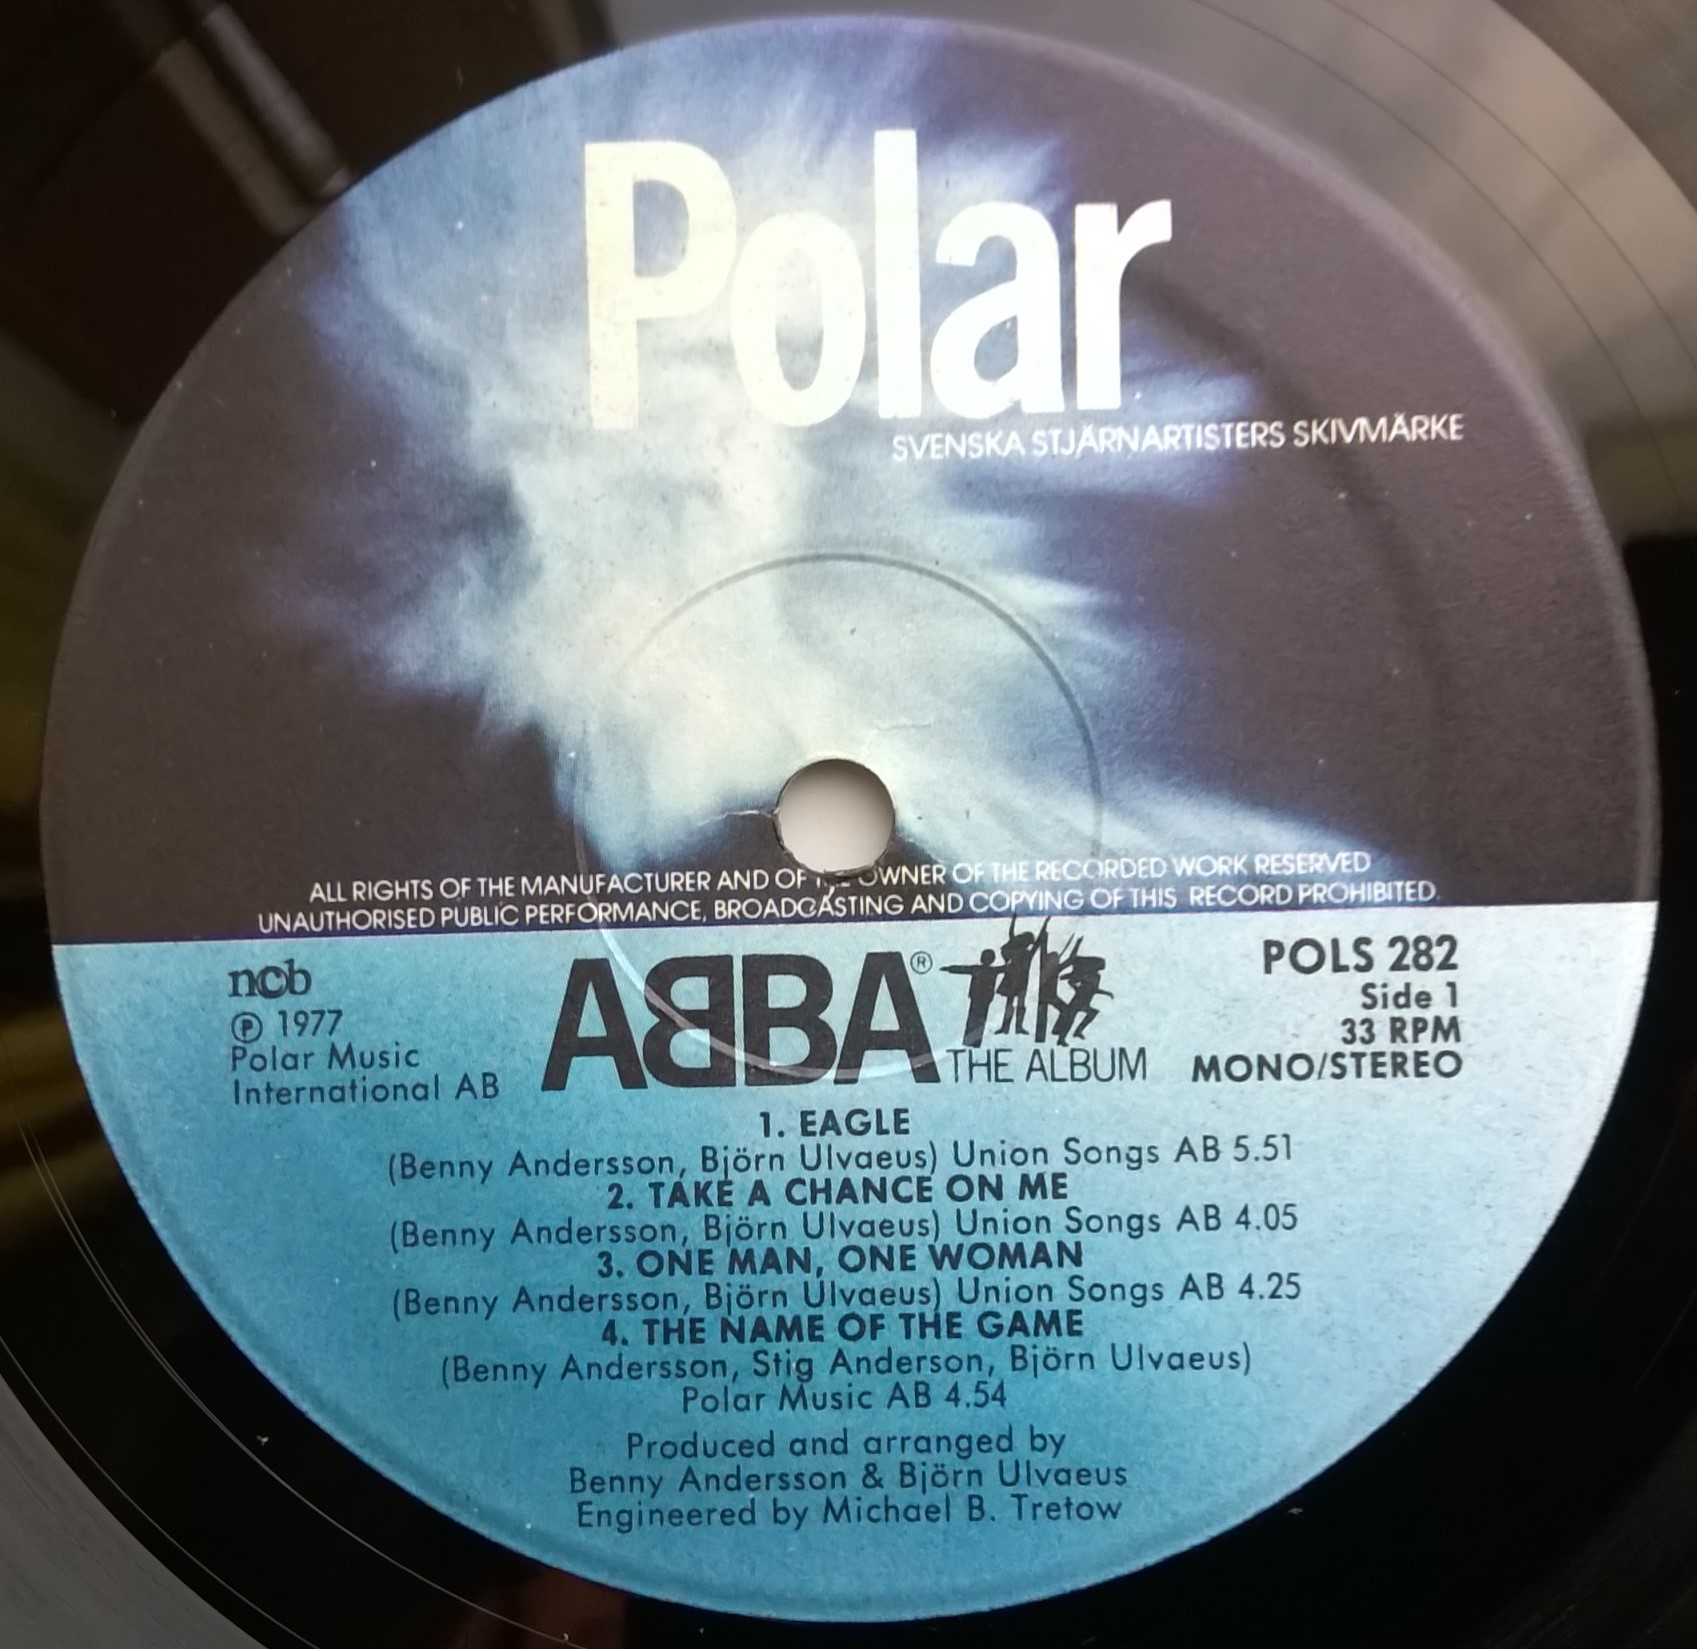 Polar
SVENSKA STJÄRNARTISTERS SKIVMÄRKE
ALL RIGHTS OF THE MANUFACTURER AND OF THE OWNER OF THE RECORDED WORK RESERVED
UNAUTHORISED PUBLIC PERFORMANCE, BROADCASTING AND COPYING OF THIS RECORD PROHIBITED.
ncb
℗ 1977
Polar Music
International AB
ABBA®
THE ALBUM
POLS 282
Side 1
33 RPM
MONO/STEREO
1. EAGLE
(Benny Andersson, Björn Ulvaeus) Union Songs AB 5.51
2. TAKE A CHANCE ON ME
(Benny Andersson, Björn Ulvaeus) Union Songs AB 4.05
3. ONE MAN, ONE WOMAN
(Benny Andersson, Björn Ulvaeus) Union Songs AB 4.25
4. THE NAME OF THE GAME
(Benny Andersson, Stig Anderson, Björn Ulvaeus)
Polar Music AB 4.54
Produced and arranged by
Benny Andersson & Björn Ulvaeus
Engineered by Michael B. Tretow